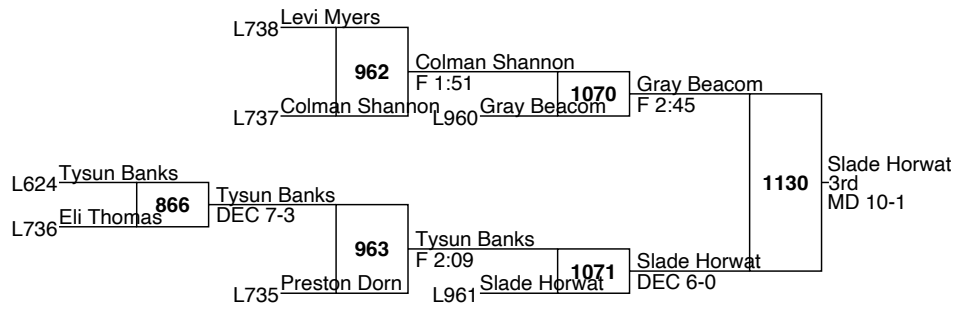 Levi Myers
L738
962
Colman Shannon
F 1:51
L737
Colman Shannon
L960
Gray Beacom
1070
Gray Beacom
F 2:45
L624
Tysun Banks
866
L736
Eli Thomas
Tysun Banks
DEC 7-3
963
Tysun Banks
F 2:09
L735
Preston Dorn
L961
Slade Horwat
1071
Slade Horwat
DEC 6-0
1130
Slade Horwat
3rd
MD 10-1